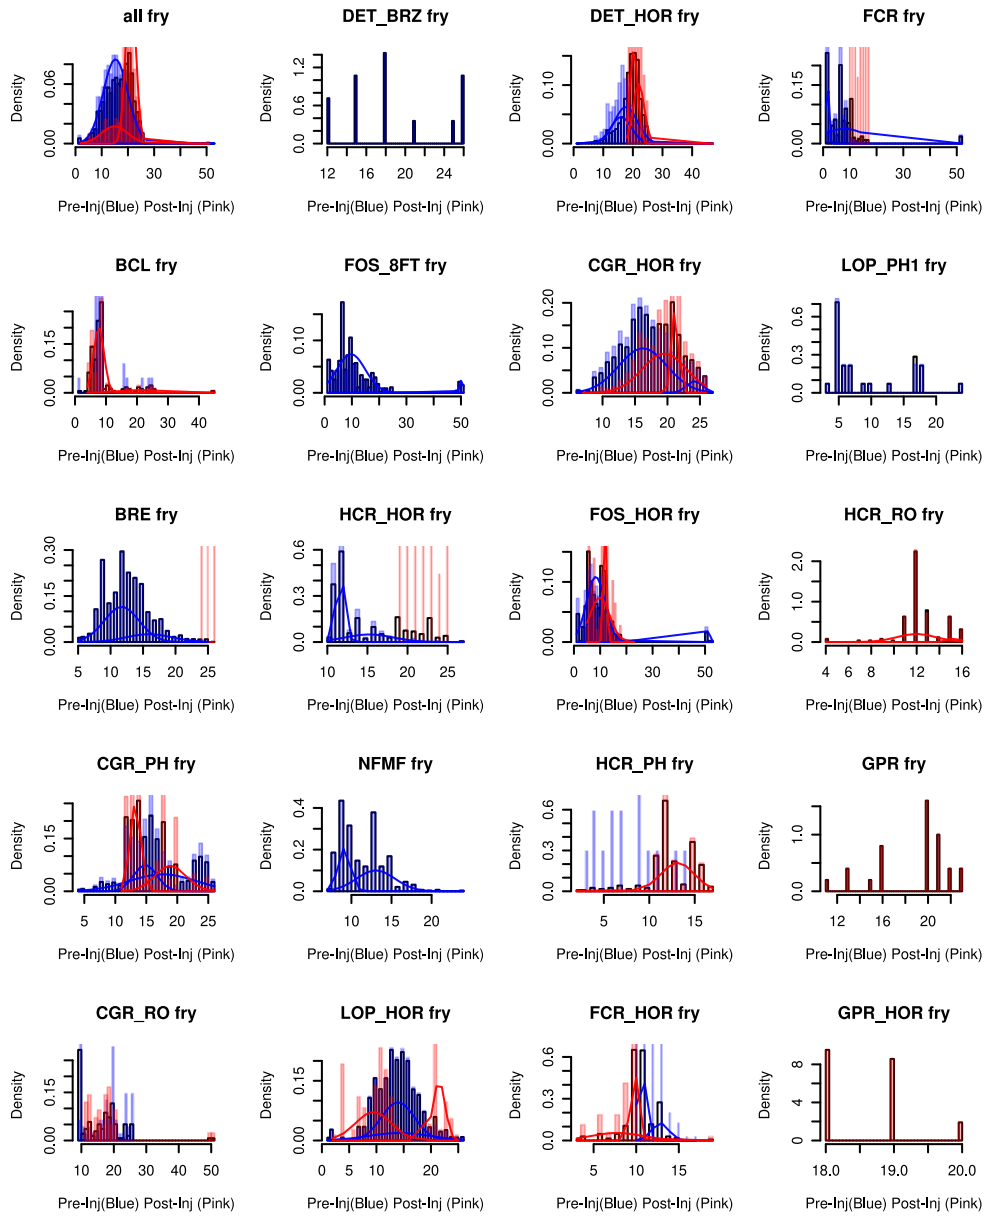 all fry DET_BRZ fry DET_HOR fry FCR fry
Density 0.00 0.06 Density 0.0 0.6 1.2 Density 0.00 0.10 Density 0.00 0.15
0 10 30 50 12 16 20 24 0 10 20 30 40 0 10 30 50
Pre-Inj(Blue) Post-Inj (Pink) Pre-Inj(Blue) Post-Inj (Pink) Pre-Inj(Blue) Post-Inj (Pink) Pre-Inj(Blue) Post-Inj (Pink)
BCL fry FOS_8FT fry CGR_HOR fry LOP_PH1 fry
Density 0.00 0.15 Density 0.00 0.10 Density 0.00 0.10 0.20 Density 0.0 0.3 0.6
0 10 20 30 40 0 10 30 50 10 15 20 25 5 10 15 20
Pre-Inj(Blue) Post-Inj (Pink) Pre-Inj(Blue) Post-Inj (Pink) Pre-Inj(Blue) Post-Inj (Pink) Pre-Inj(Blue) Post-Inj (Pink)
BRE fry HCR_HOR fry FOS_HOR fry HCR_RO fry
Density 0.00 0.15 0.30 Density 0.0 0.3 0.6 Density 0.00 0.10 Density 0.0 1.0 2.0
5 10 15 20 25 10 15 20 25 0 10 30 50 4 6 8 12 16
Pre-Inj(Blue) Post-Inj (Pink) Pre-Inj(Blue) Post-Inj (Pink) Pre-Inj(Blue) Post-Inj (Pink) Pre-Inj(Blue) Post-Inj (Pink)
CGR_PH fry NFMF fry HCR_PH fry GPR fry
Density 0.00 0.15 Density 0.0 0.2 0.4 Density 0.0 0.3 0.6 Density 0.0 1.0
5 10 15 20 25 10 15 20 5 10 15 12 16 20
Pre-Inj(Blue) Post-Inj (Pink) Pre-Inj(Blue) Post-Inj (Pink) Pre-Inj(Blue) Post-Inj (Pink) Pre-Inj(Blue) Post-Inj (Pink)
CGR_RO fry LOP_HOR fry FCR_HOR fry GPR_HOR fry
Density 0.00 0.15 Density 0.00 0.15 Density 0.0 0.3 0.6 Density 0 4 8
10 20 30 40 50 0 5 10 20 5 10 15 18.0 19.0 20.0
Pre-Inj(Blue) Post-Inj (Pink) Pre-Inj(Blue) Post-Inj (Pink) Pre-Inj(Blue) Post-Inj (Pink) Pre-Inj(Blue) Post-Inj (Pink)